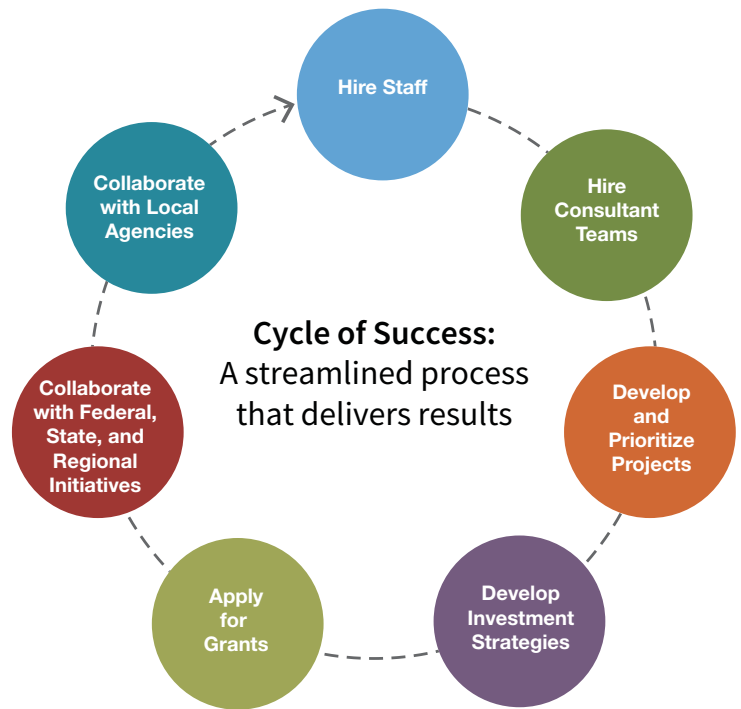 Hire Staff
Hire
Consultant
Teams
Develop
and
Prioritize
Projects
Develop
Investment
Strategies
Apply
for
Grants
Collaborate
with Federal,
State, and
Regional
Initiatives
Collaborate
with Local
Agencies
Cycle of Success:
A streamlined process
that delivers results